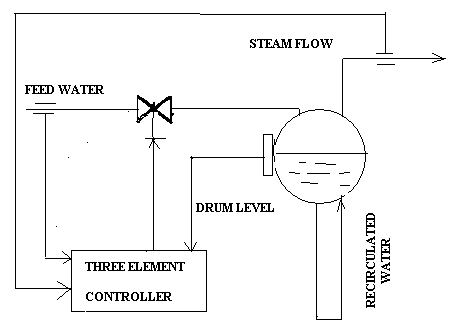 STEAM FLOW
FEED WATER
DRUM LEVEL
RECIRCULATED
WATER
THREE ELEMENT
CONTROLLER